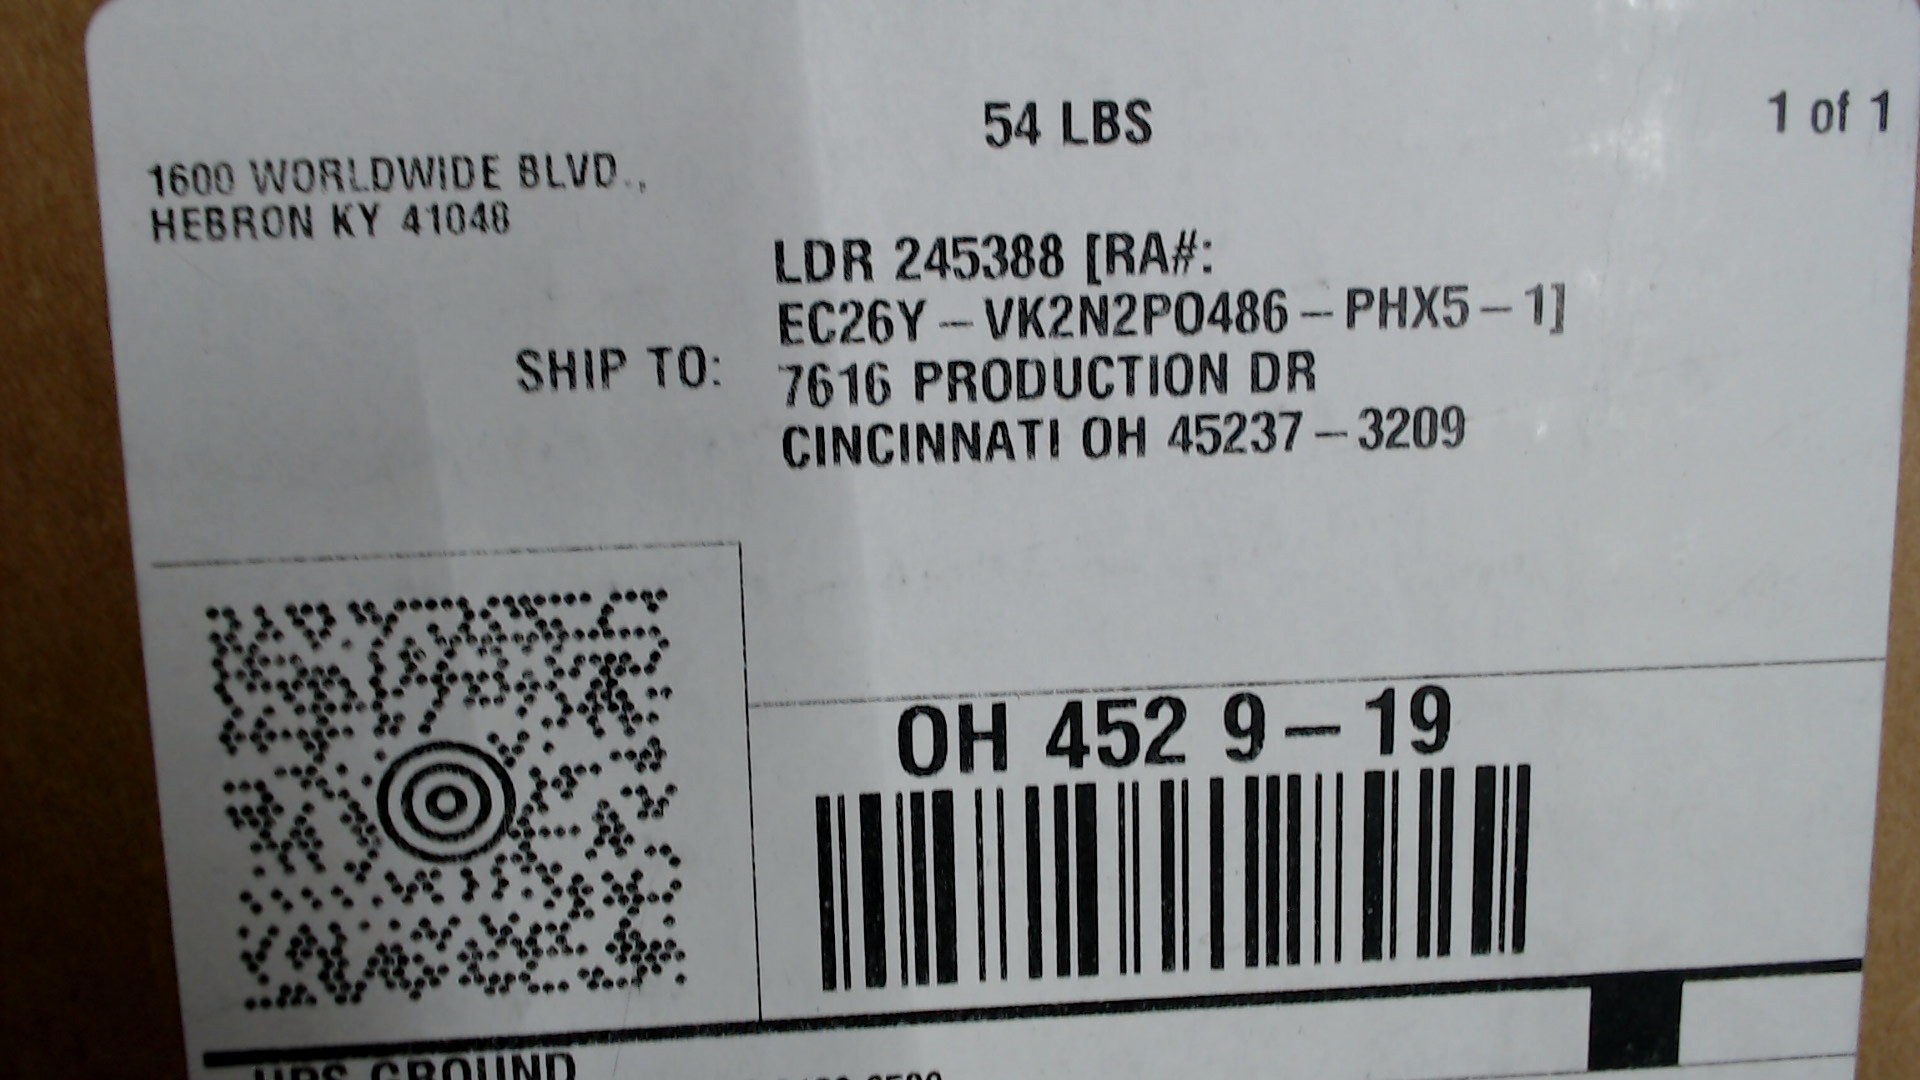 54 LBS
1 of 1
1600 WORLDWIDE BLVD.,
HEBRON KY 41048
LDR 245388 [RA#:
EC26Y-VK2N2PO486-PHX5-1]
SHIP TO:
7616 PRODUCTION DR
CINCINNATI OH 45237-3209
OH 452 9-19
UPS GROUND